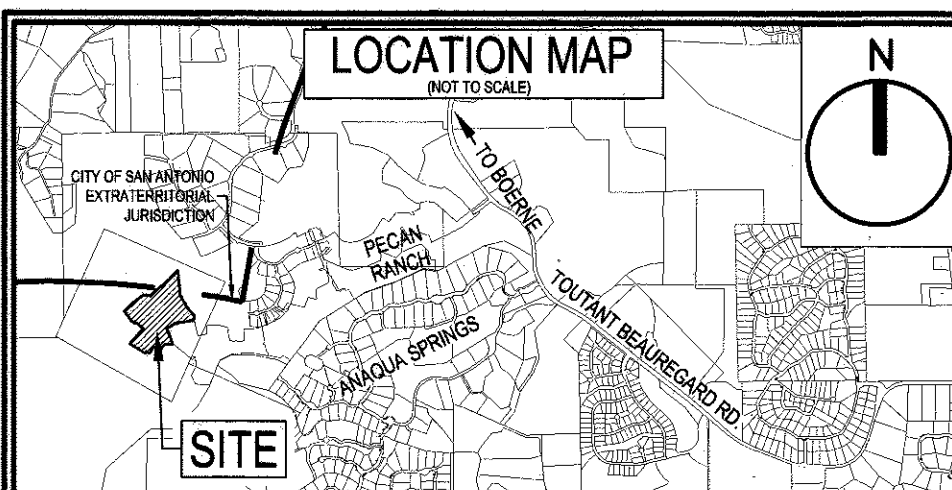 LOCATION MAP
(NOT TO SCALE)
N
TO BOERNE
CITY OF SAN ANTONIO
EXTRATERRITORIAL
JURISDICTION
PECAN
RANCH
TOUTANT BEAUREGARD RD.
ANAQUA SPRINGS
SITE